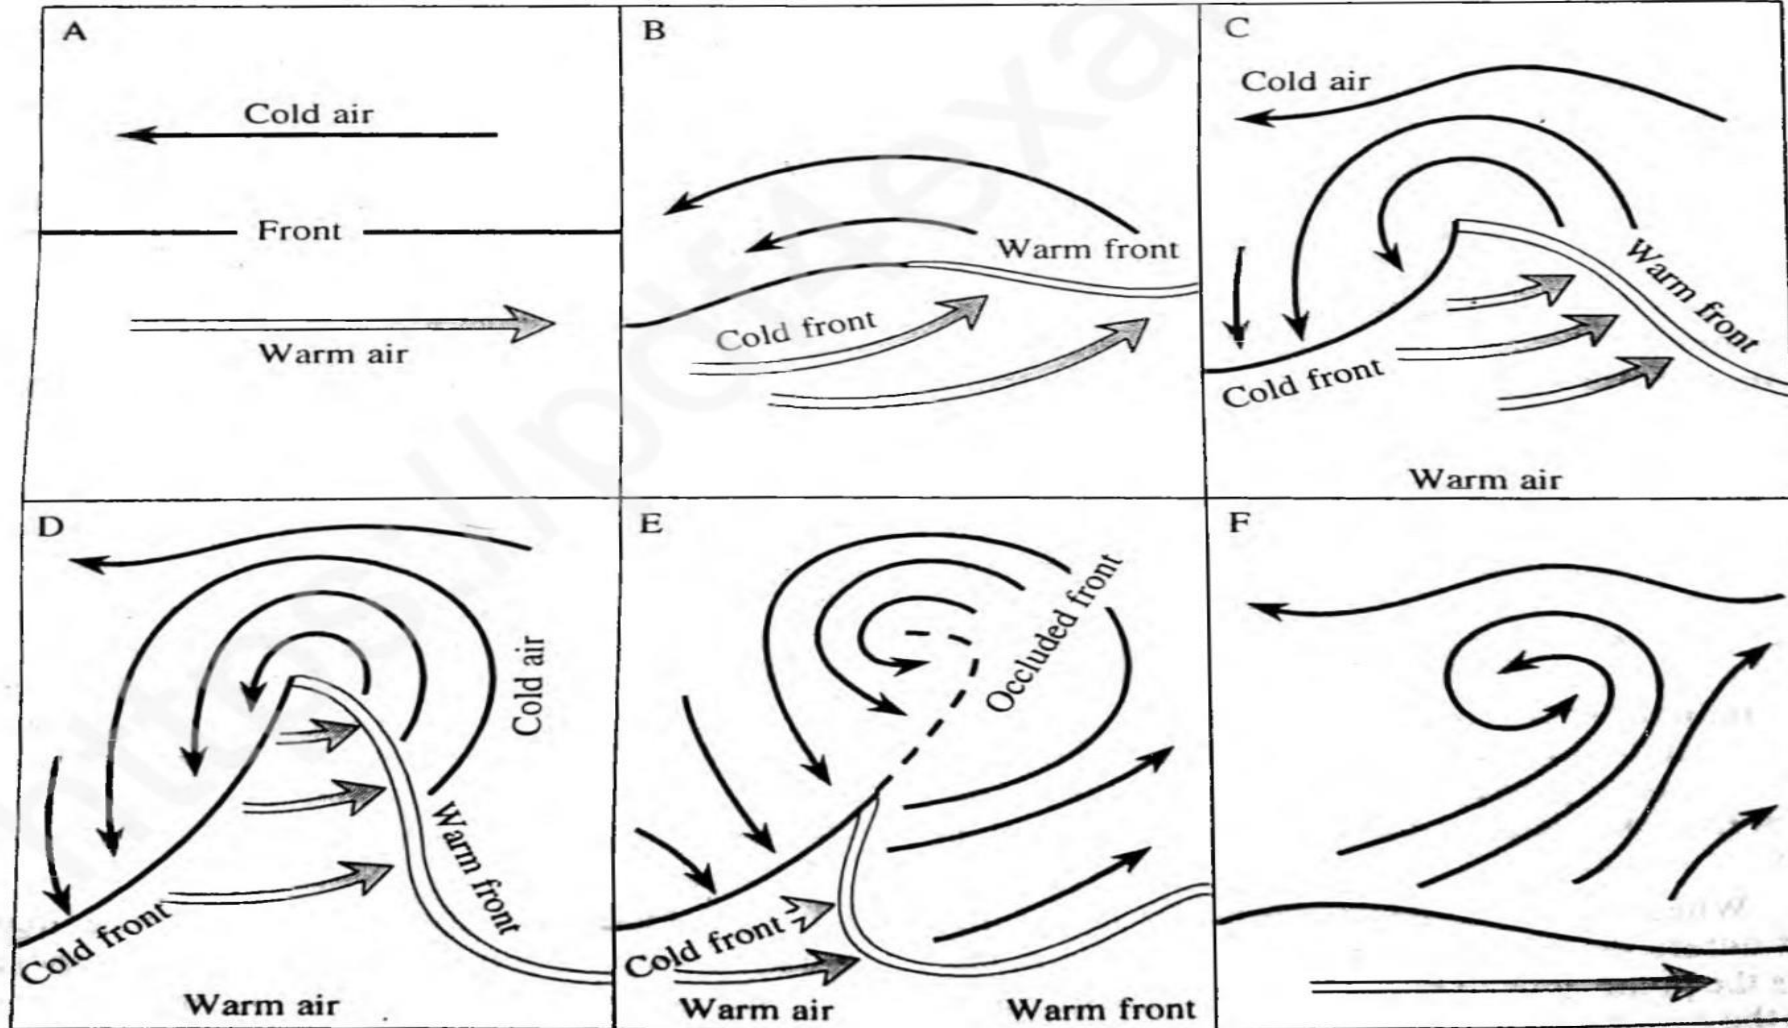 A
Cold air
Front
Warm air
B
Warm front
Cold front
C
Cold air
Warm front
Cold front
Warm air
D
Cold air
Warm front
Cold front
Warm air
E
Occluded front
Cold front
Warm air
Warm front
F